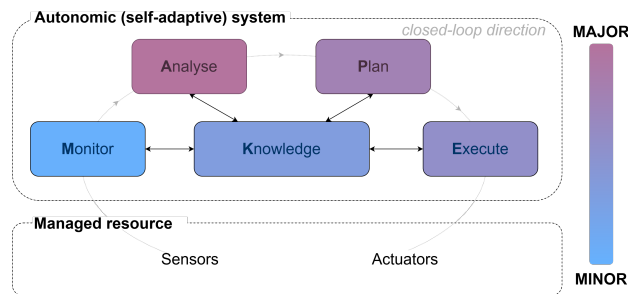 Autonomic (self-adaptive) system
closed-loop direction
MAJOR
Analyse
Plan
Monitor
Knowledge
Execute
Managed resource
Sensors
Actuators
MINOR